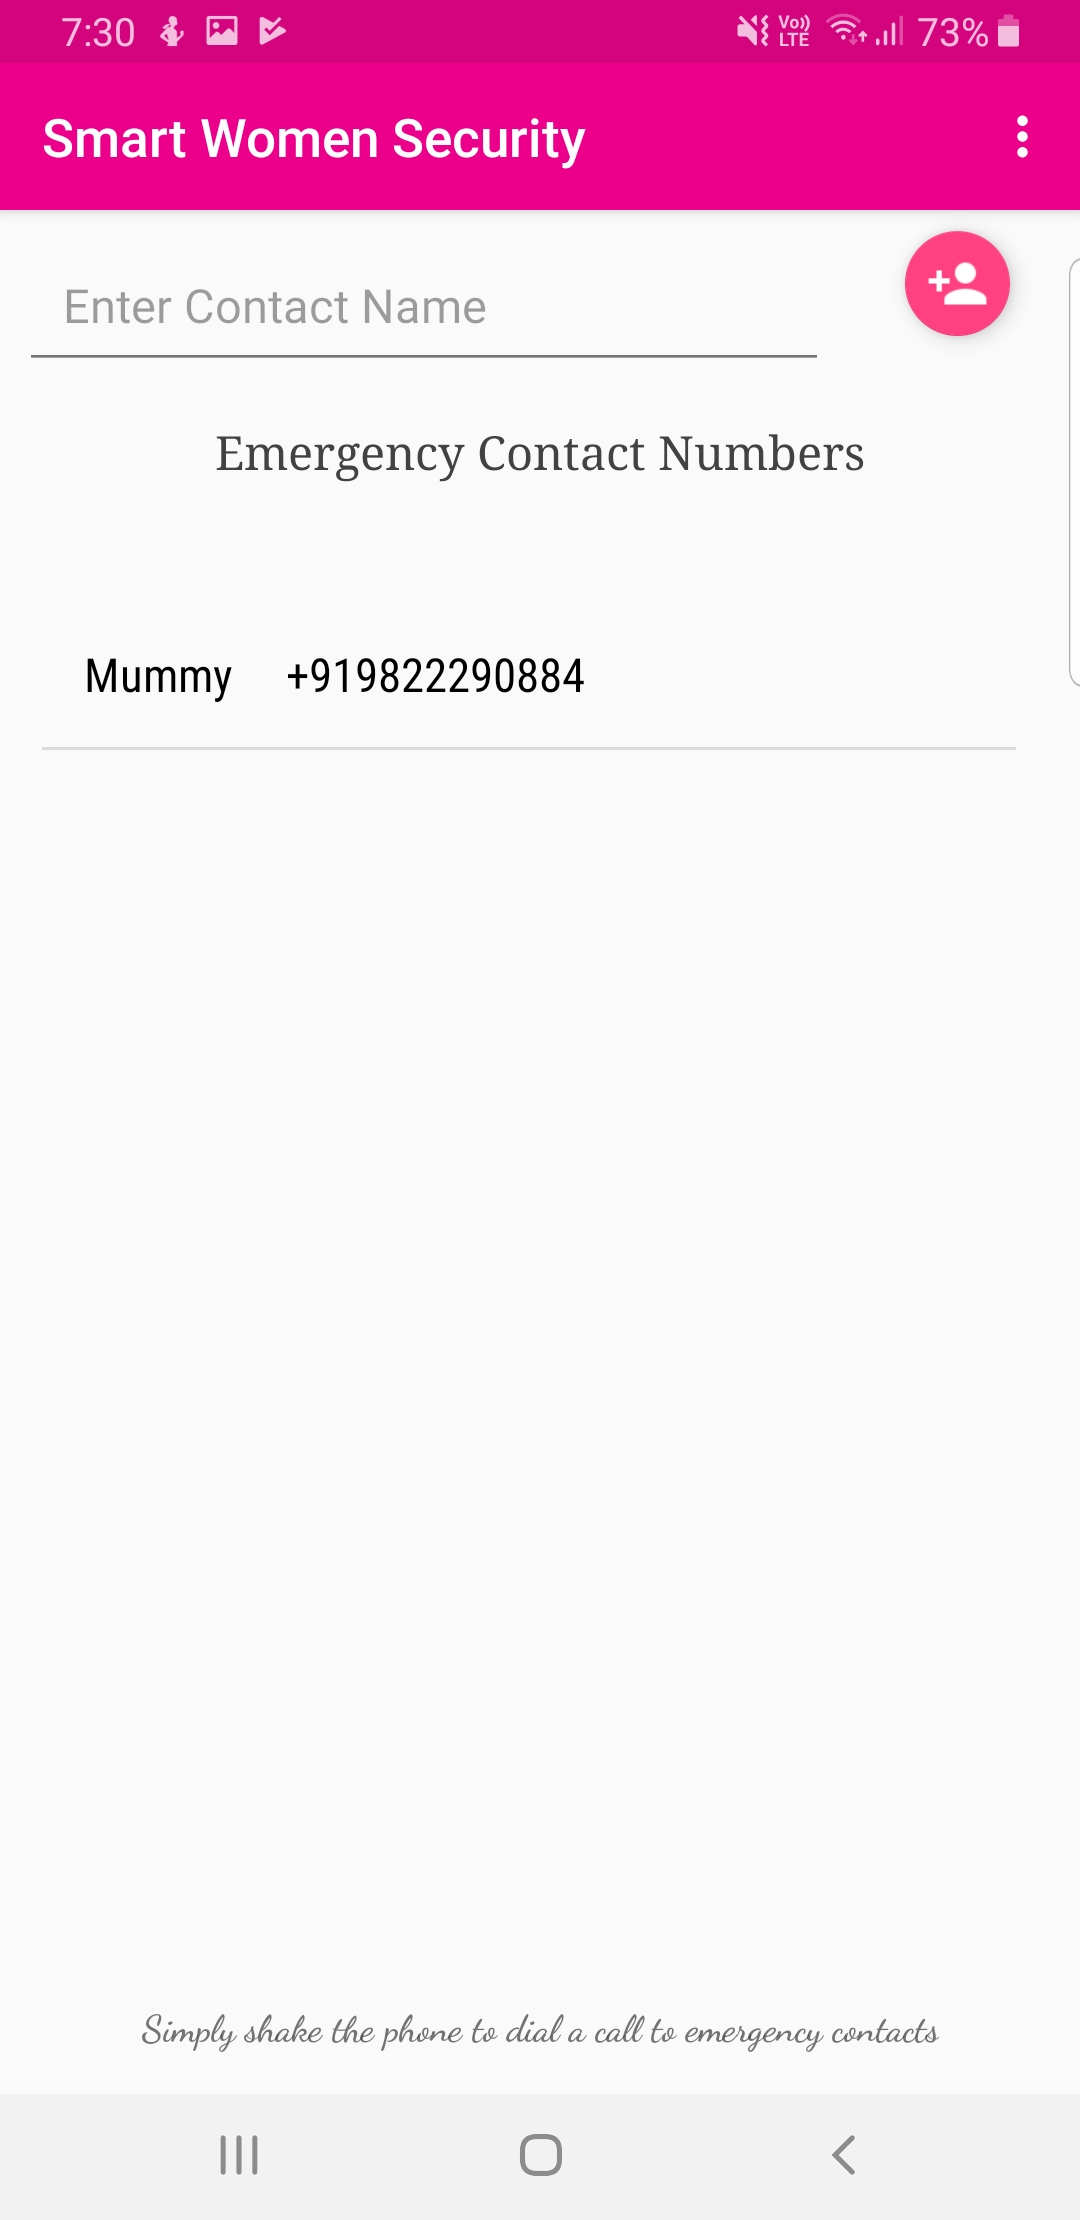 7:30 Vo)) LTE 73%
Smart Women Security
Enter Contact Name
Emergency Contact Numbers
Mummy +919822290884
Simply shake the phone to dial a call to emergency contacts